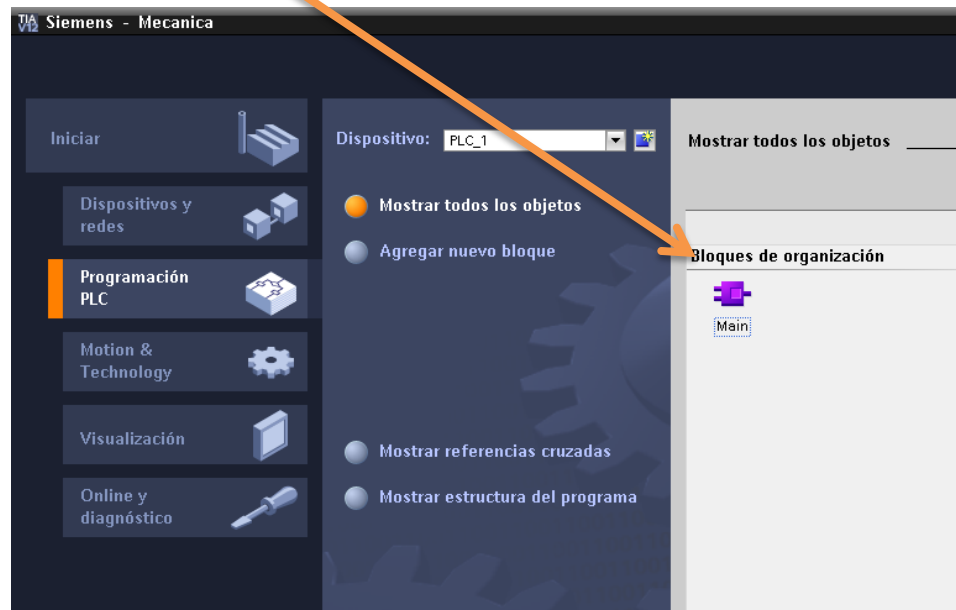 TIA V12 Siemens - Mecanica
Iniciar
Dispositivos y
redes
Programación
PLC
Motion &
Technology
Visualización
Online y
diagnóstico
Dispositivo: PLC_1
Mostrar todos los objetos
Agregar nuevo bloque
Mostrar referencias cruzadas
Mostrar estructura del programa
Mostrar todos los objetos
Bloques de organización
Main